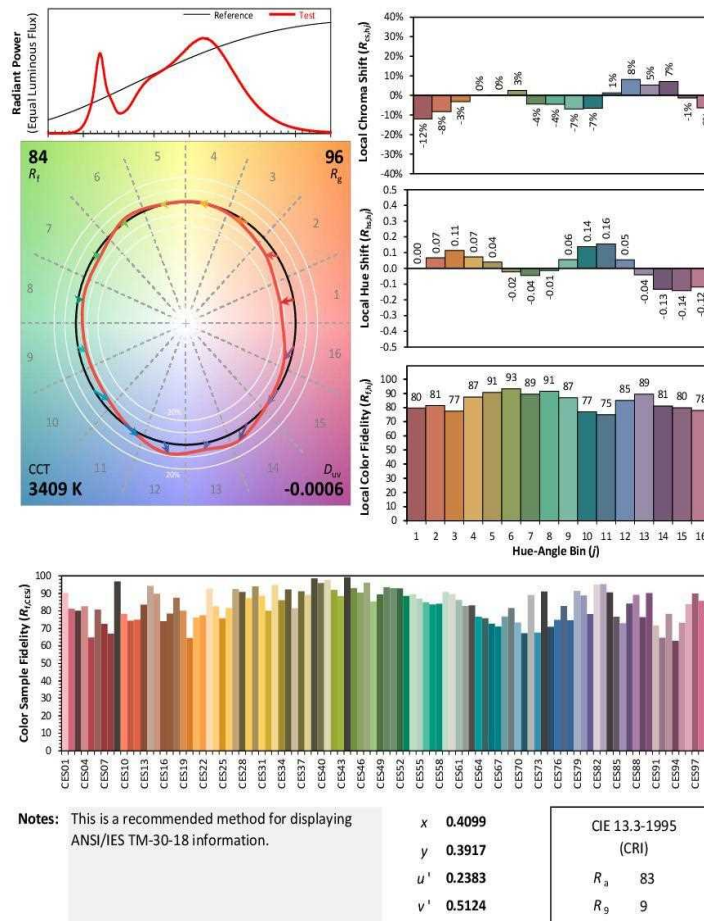 Reference Test
Radiant Power
(Equal Luminous Flux)
84
Rf
96
Rg
5 4
6 3
7 2
8 1
9 16
10 15
11 14
12 13
20%
20%
CCT
3409 K
Duv
-0.0006
Local Chroma Shift (Rcs,hj)
40%
30%
20%
10%
0%
-10%
-20%
-30%
-40%
-12% -8% -3% 0% 0% 3% -4% -4% -7% -7% 1% 8% 5% 7% -1%
Local Hue Shift (Rhs,hj)
0.5
0.4
0.3
0.2
0.1
0.0
-0.1
-0.2
-0.3
-0.4
-0.5
0.00 0.07 0.11 0.07 0.04 -0.02 -0.04 -0.01 0.06 0.14 0.16 0.05 -0.04 -0.13 -0.14 -0.12
Local Color Fidelity (Rf,hj)
100
90
80
70
60
50
40
30
20
10
0
80 81 77 87 91 93 89 91 87 77 75 85 89 81 80 78
1 2 3 4 5 6 7 8 9 10 11 12 13 14 15 16
Hue-Angle Bin (j)
Color Sample Fidelity (Rf,CESi)
100
90
80
70
60
50
40
30
20
10
0
CES01 CES04 CES07 CES10 CES13 CES16 CES19 CES22 CES25 CES28 CES31 CES34 CES37 CES40 CES43 CES46 CES49 CES52 CES55 CES58 CES61 CES64 CES67 CES70 CES73 CES76 CES79 CES82 CES85 CES88 CES91 CES94 CES97
Notes: This is a recommended method for displaying
ANSI/IES TM-30-18 information.
x 0.4099
y 0.3917
u' 0.2383
v' 0.5124
CIE 13.3-1995
(CRI)
Ra 83
R9 9